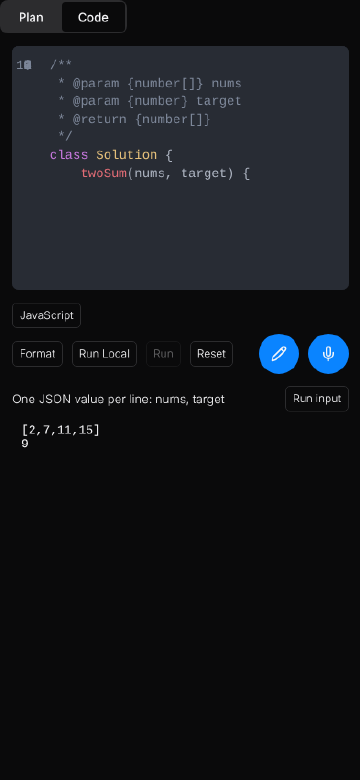 Plan Code
/**
* @param {number[]} nums
* @param {number} target
* @return {number[]}
*/
class Solution {
twoSum(nums, target) {
JavaScript
Format Run Local Run Reset
One JSON value per line: nums, target Run input
[2,7,11,15]
9